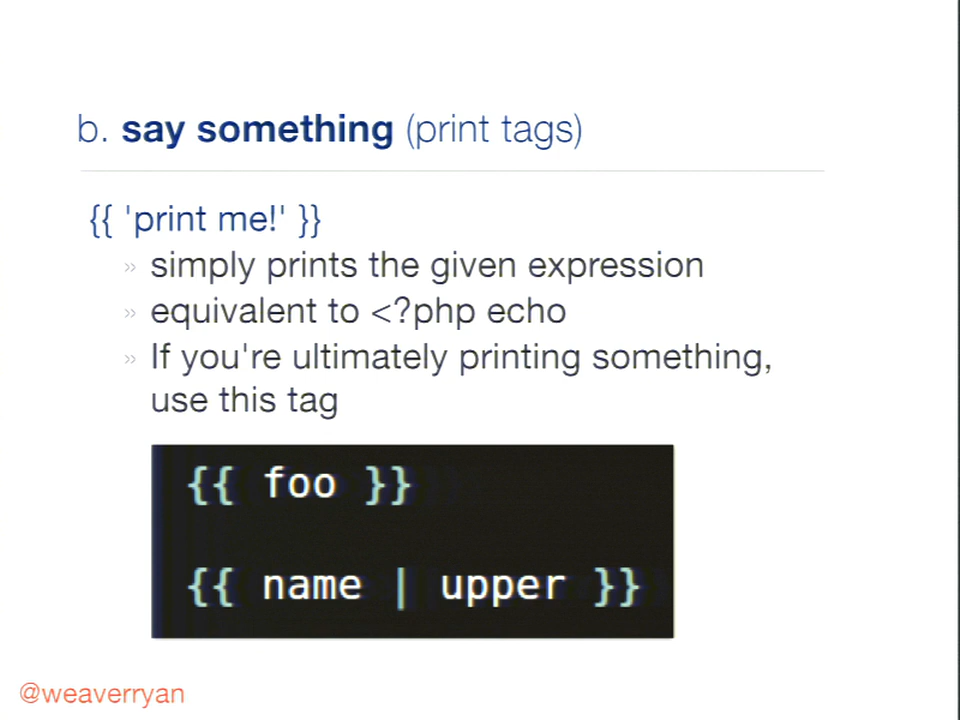 b. say something (print tags)
{{ 'print me!' }}
» simply prints the given expression
» equivalent to <?php echo
» If you're ultimately printing something,
use this tag
{{ foo }}
{{ name | upper }}
@weaverryan